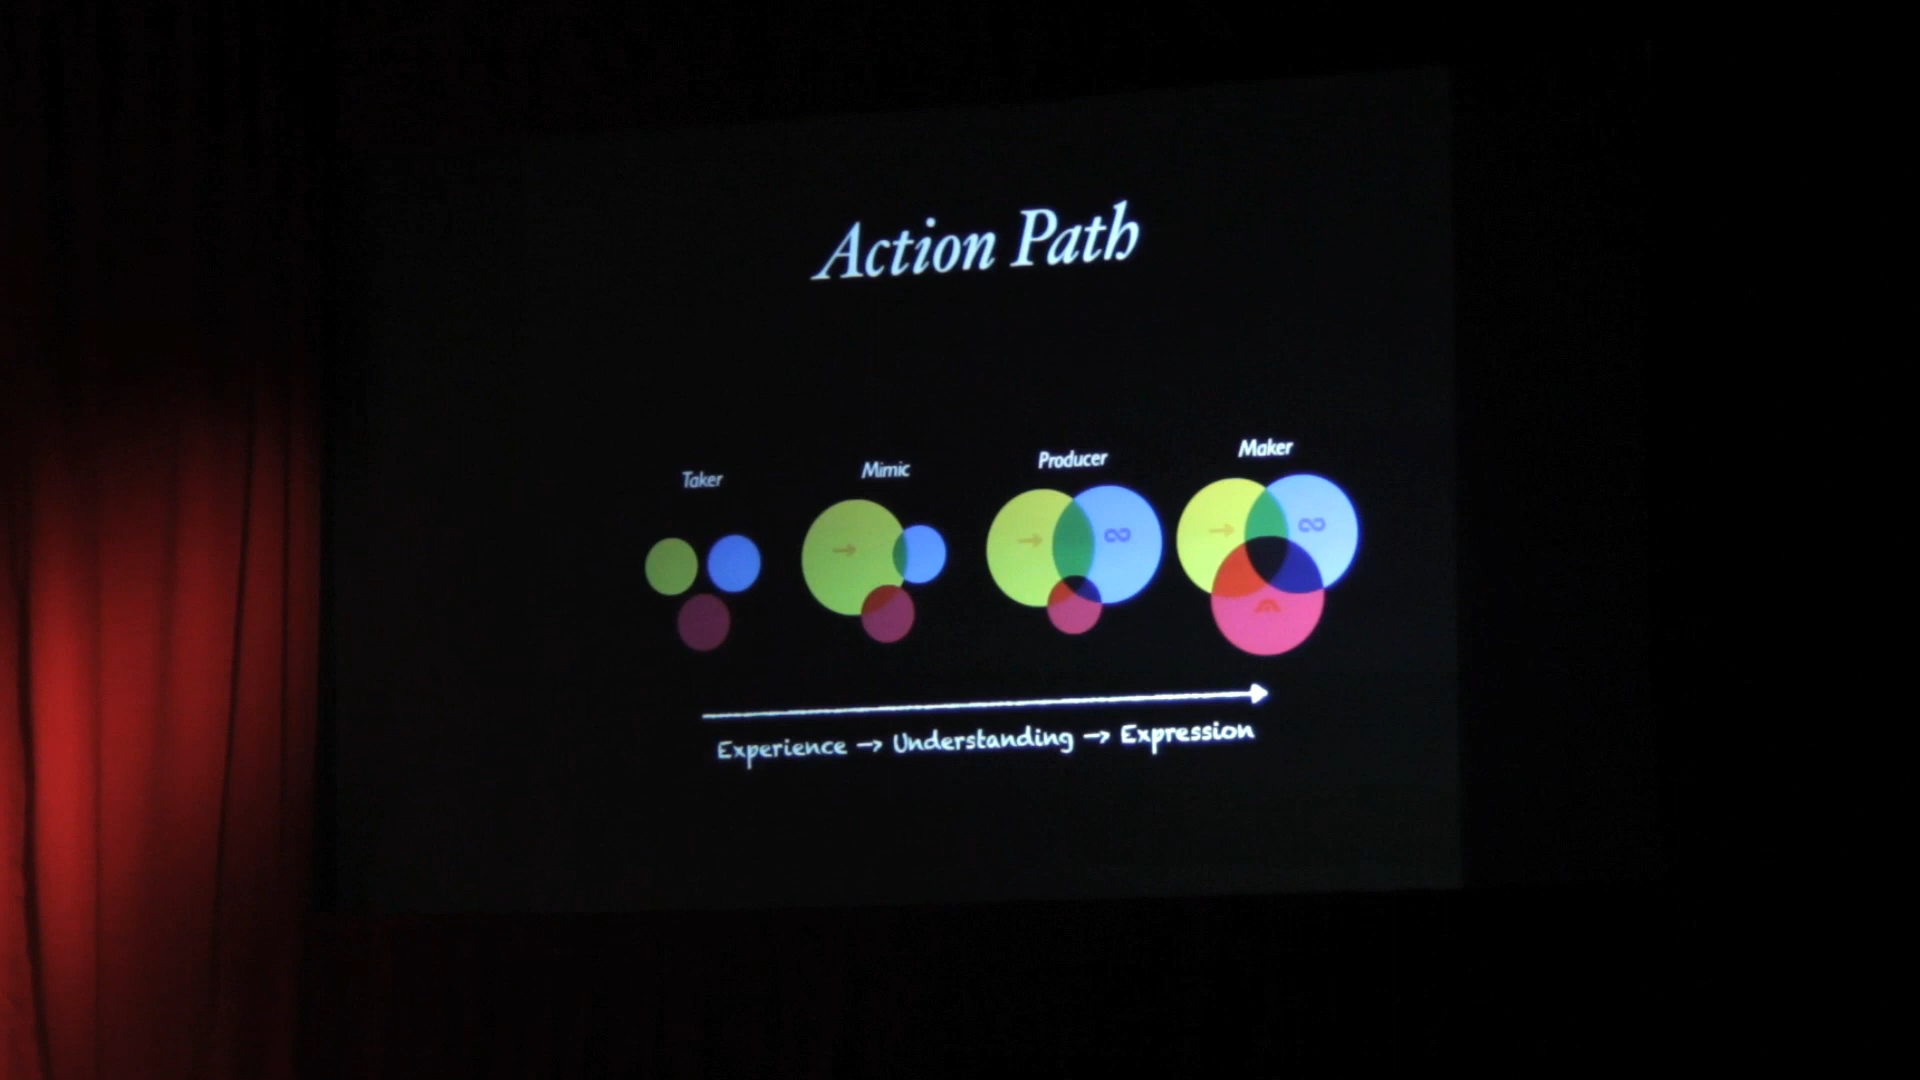 Action Path
Taker Mimic Producer Maker
→ → ∞ → ∞
Experience → Understanding → Expression